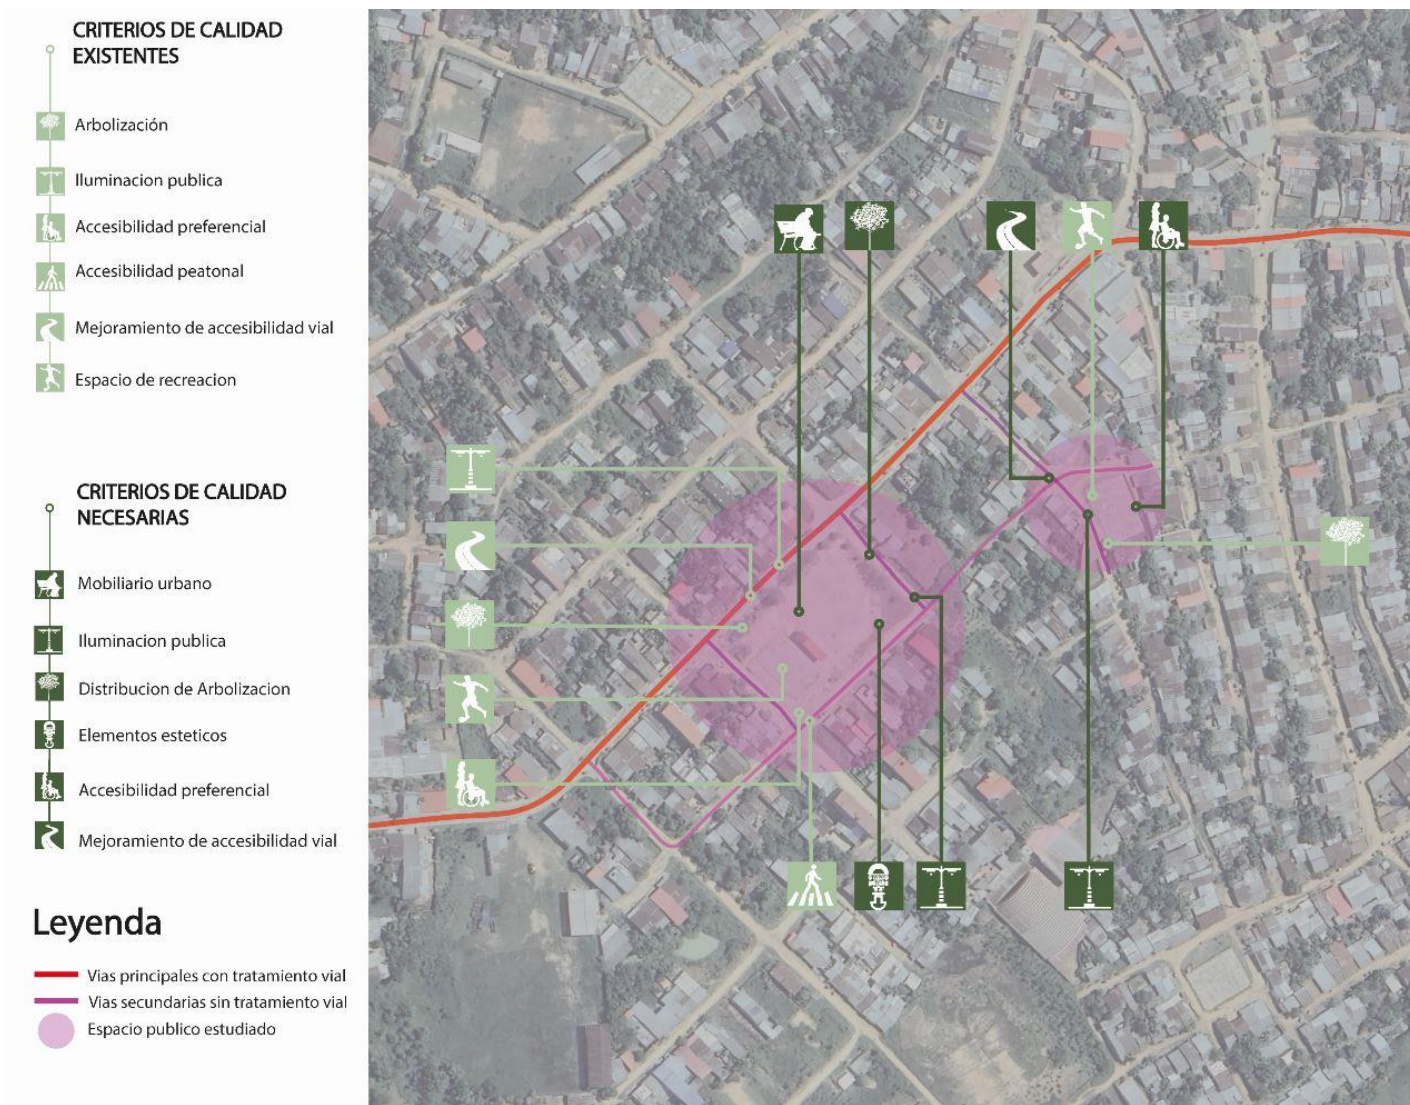 CRITERIOS DE CALIDAD
EXISTENTES
Arbolización
Iluminacion publica
Accesibilidad preferencial
Accesibilidad peatonal
Mejoramiento de accesibilidad vial
Espacio de recreacion
CRITERIOS DE CALIDAD
NECESARIAS
Mobiliario urbano
Iluminacion publica
Distribucion de Arbolizacion
Elementos esteticos
Accesibilidad preferencial
Mejoramiento de accesibilidad vial
Leyenda
Vias principales con tratamiento vial
Vias secundarias sin tratamiento vial
Espacio publico estudiado